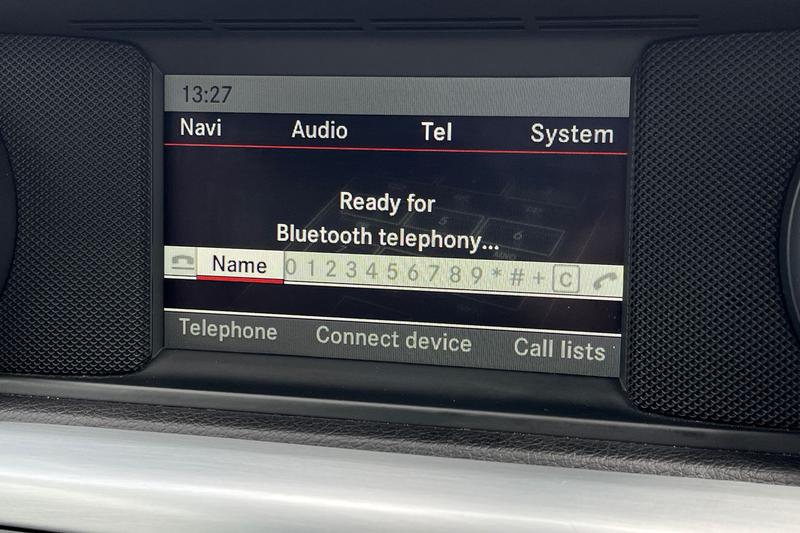 13:27
Navi Audio Tel System
Ready for
Bluetooth telephony...
Name 0 1 2 3 4 5 6 7 8 9 * # + C
Telephone Connect device Call lists